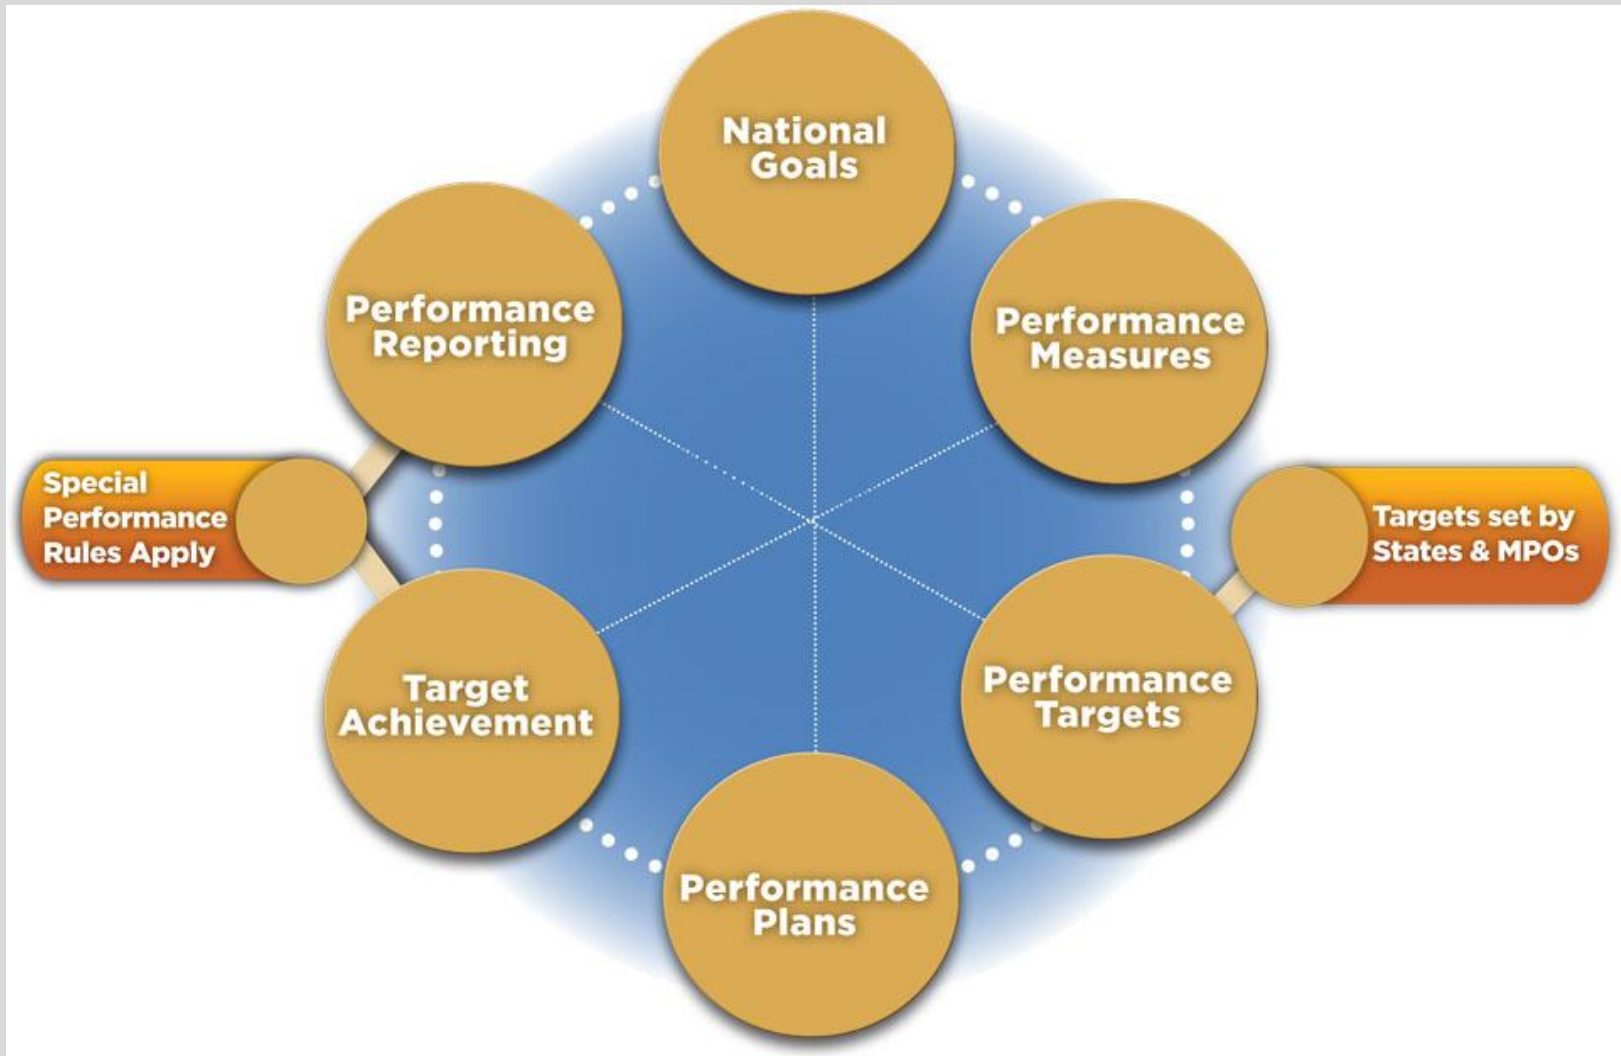 National
Goals
Performance
Reporting
Performance
Measures
Special
Performance
Rules Apply
Targets set by
States & MPOs
Target
Achievement
Performance
Targets
Performance
Plans